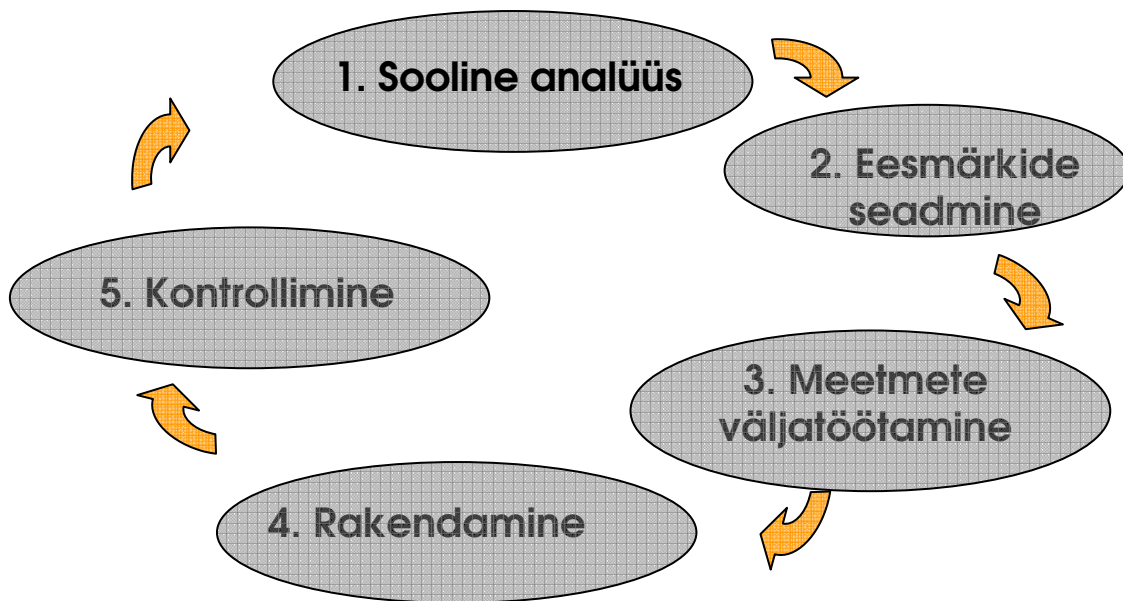 1. Sooline analüüs
2. Eesmärkide
seadmine
3. Meetmete
väljatöötamine
4. Rakendamine
5. Kontrollimine